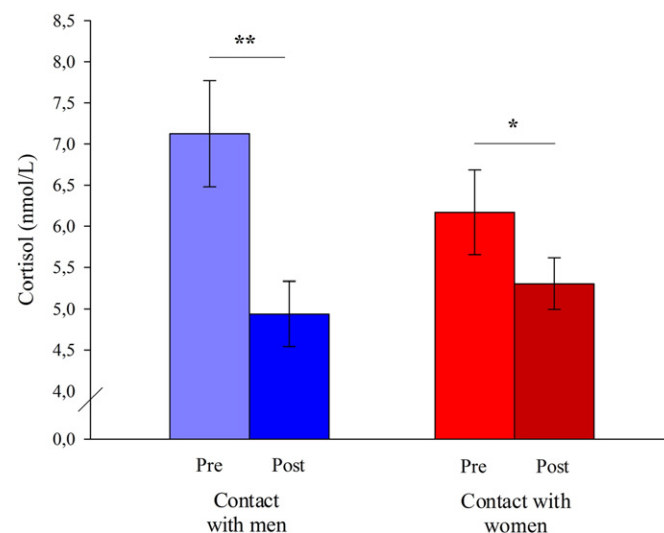 8,5
8,0
7,5
7,0
6,5
6,0
5,5
5,0
4,5
4,0
0,0
Cortisol (nmol/L)
**
*
Pre Post Pre Post
Contact
with men
Contact with
women